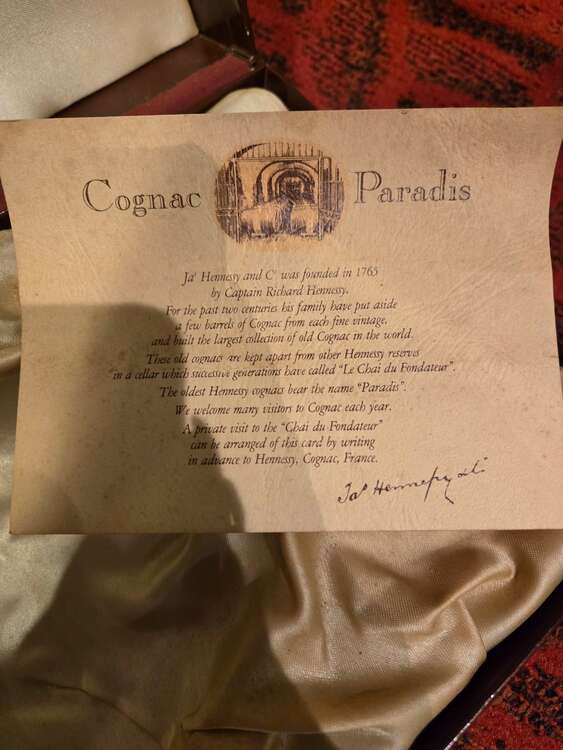 Cognac Paradis
Jas Hennessy and Co was founded in 1765
by Captain Richard Hennessy.
For the past two centuries his family have put aside
a few barrels of Cognac from each fine vintage,
and built the largest collection of old Cognac in the world.
These old cognacs are kept apart from other Hennessy reserves
in a cellar which successive generations have called "Le Chai du Fondateur".
The oldest Hennessy cognacs bear the name "Paradis".
We welcome many visitors to Cognac each year.
A private visit to the "Chai du Fondateur"
can be arranged of this card by writing
in advance to Hennessy, Cognac, France.
Jas Hennessy & Co